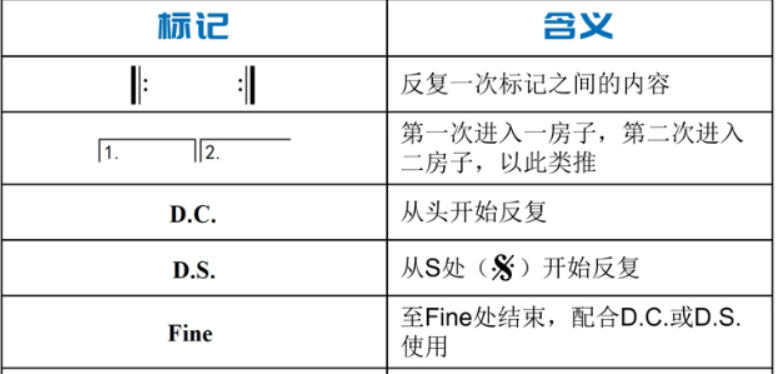 标记 含义
反复一次标记之间的内容
1. 2. 第一次进入一房子，第二次进入
二房子，以此类推
D.C. 从头开始反复
D.S. 从S处（𝄋）开始反复
Fine 至Fine处结束，配合D.C.或D.S.
使用